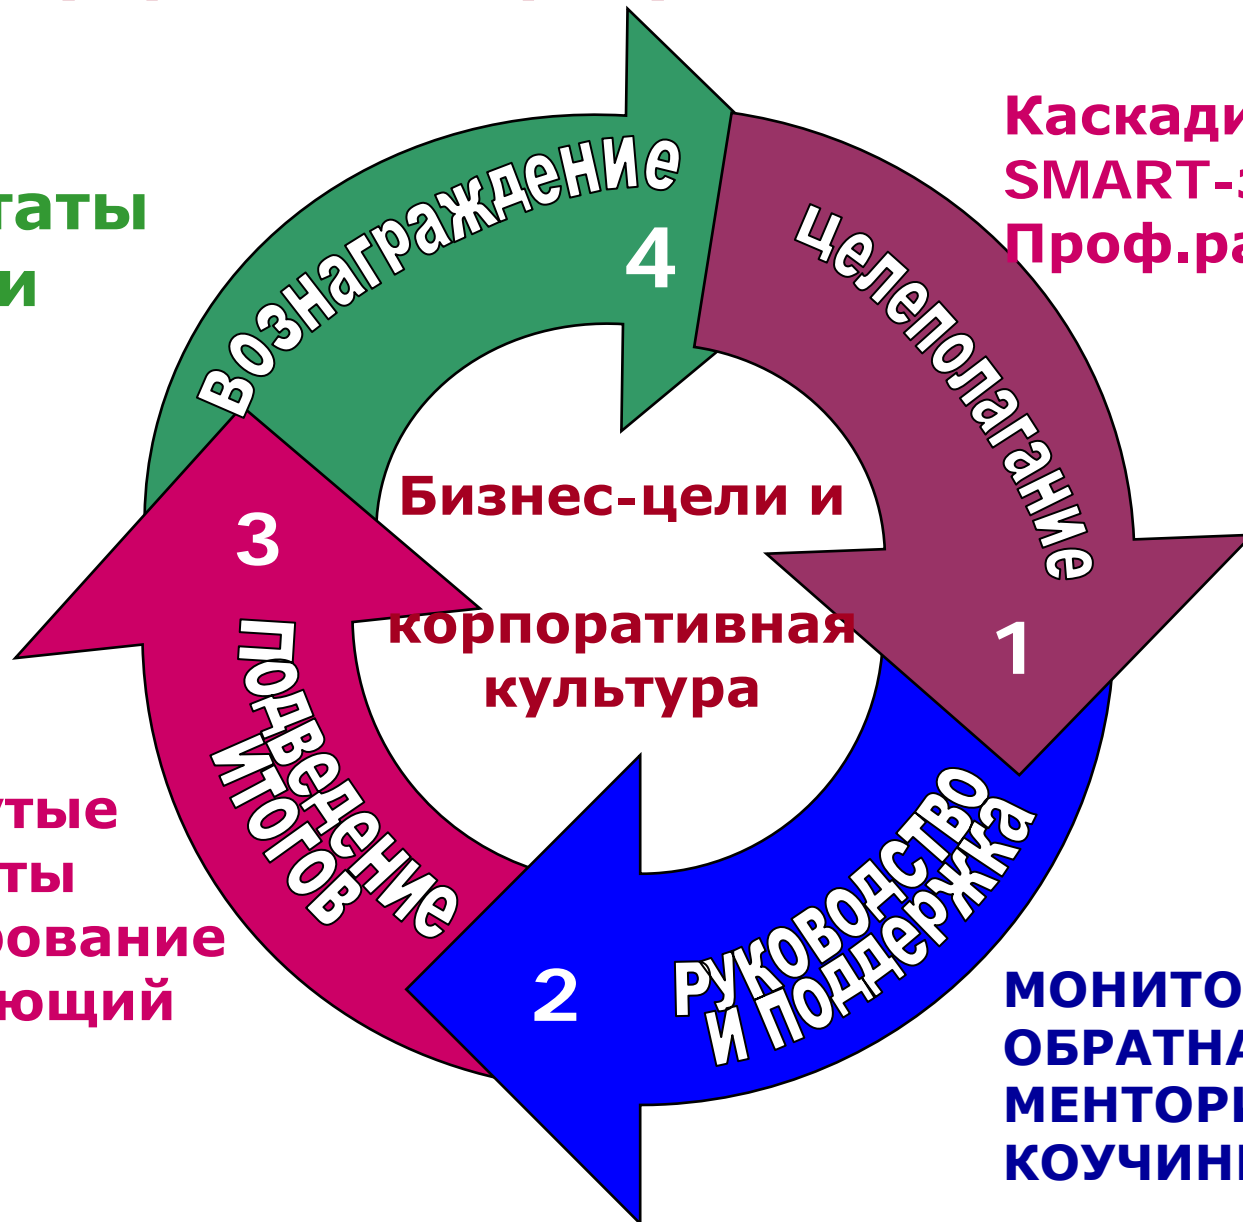 вознаграждение
4
целеполагание
1
Каскади
SMART-
Проф.ра
таты
и
Бизнес-цели и
корпоративная
культура
3
подведение
итогов
2
руководство
и поддержка
утые
ты
рование
ющий
МОНИТО
ОБРАТНА
МЕНТОРИ
КОУЧИН